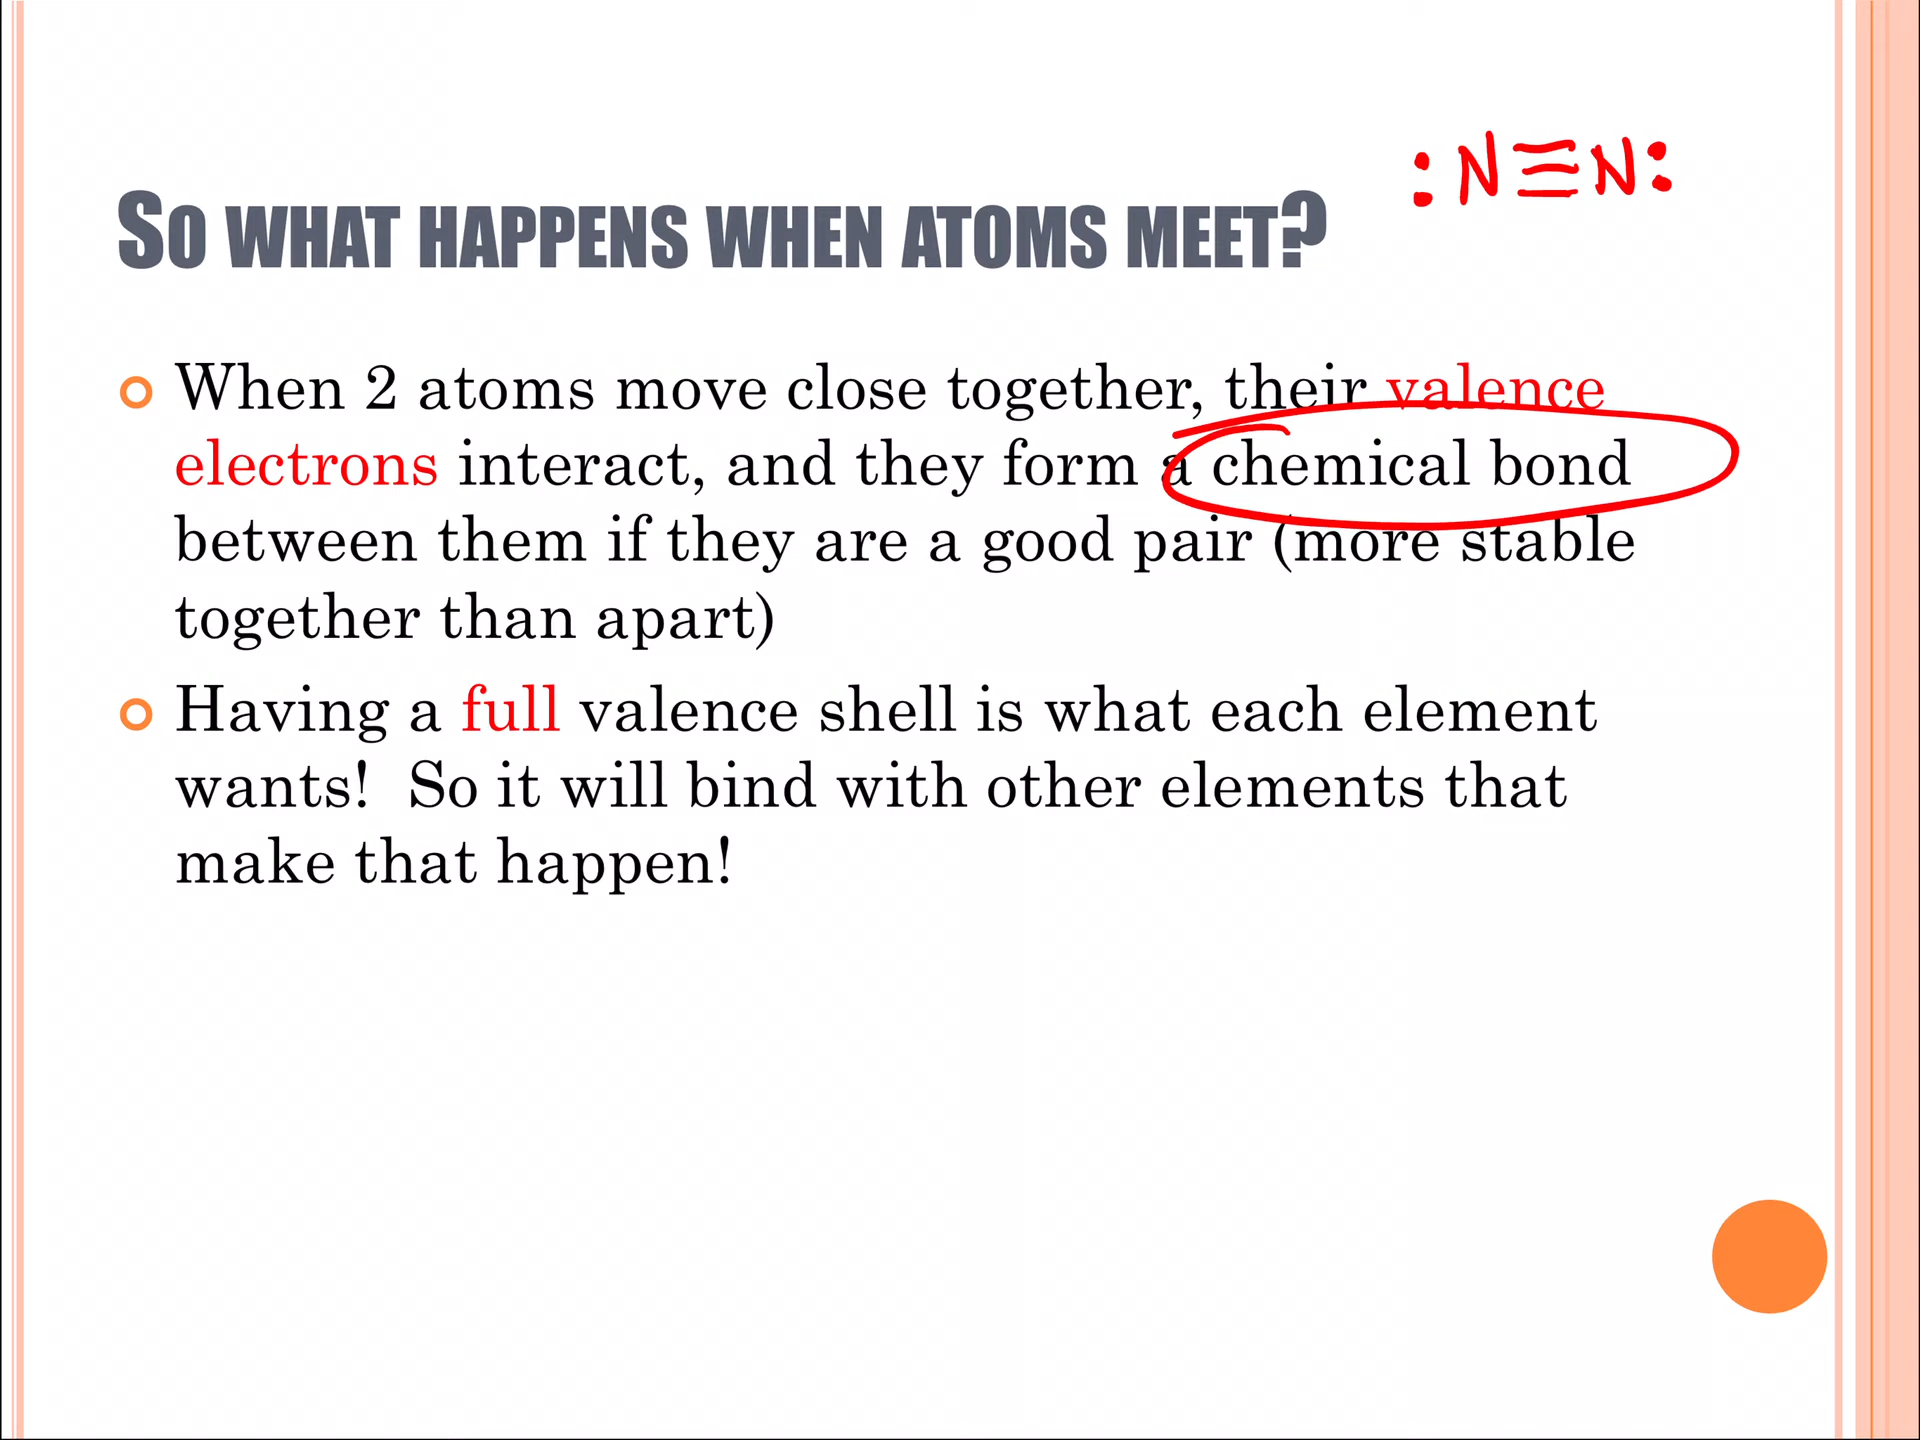 :N≡N:
SO WHAT HAPPENS WHEN ATOMS MEET?
When 2 atoms move close together, their valence
electrons interact, and they form a chemical bond
between them if they are a good pair (more stable
together than apart)
Having a full valence shell is what each element
wants!  So it will bind with other elements that
make that happen!